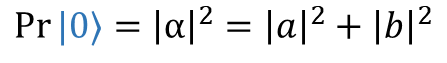 Pr |0⟩ = |α|² = |a|² + |b|²